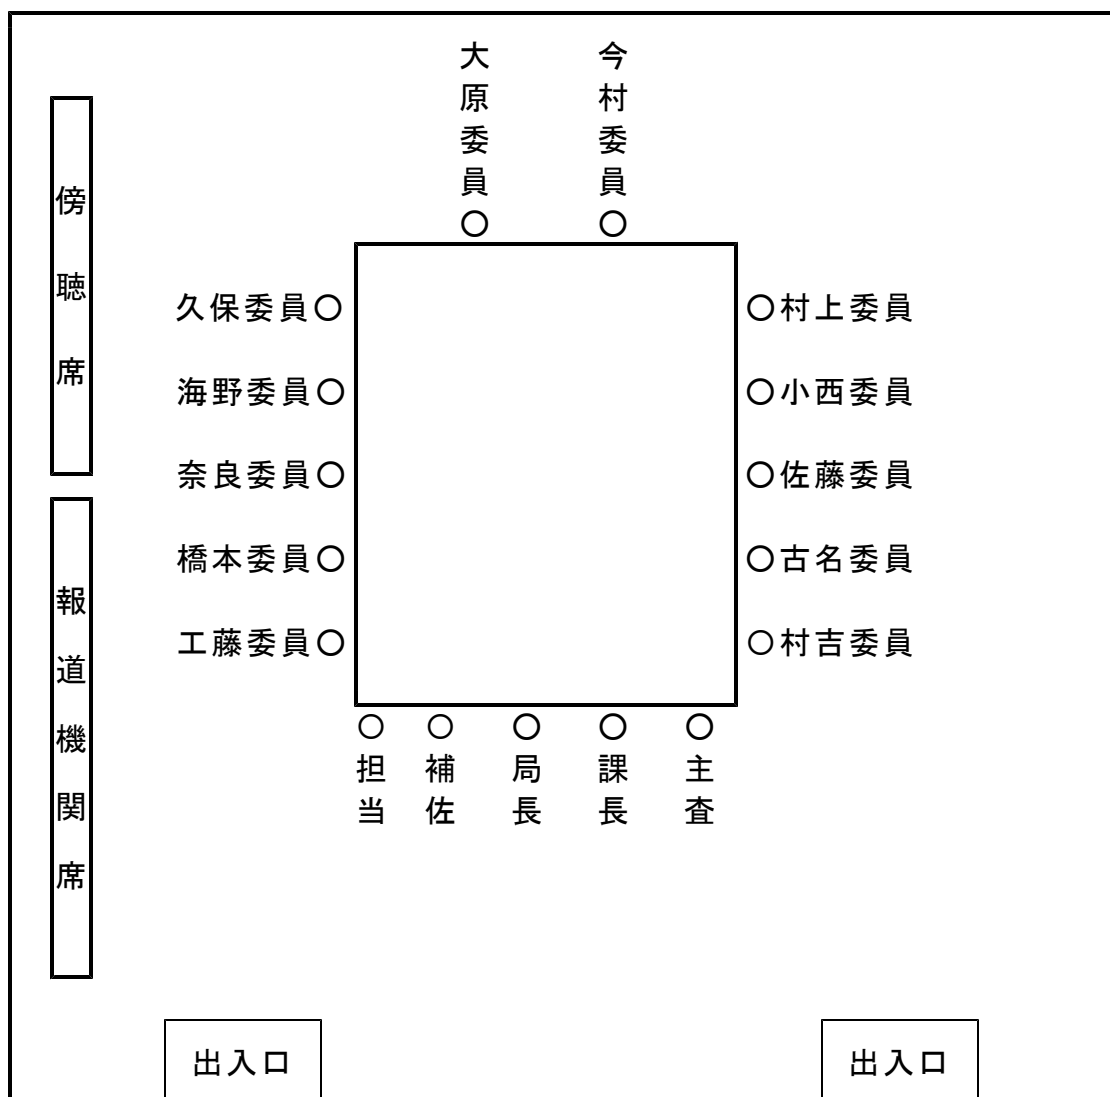 大原委員○
今村委員○
傍聴席
久保委員○
○村上委員
海野委員○
○小西委員
奈良委員○
○佐藤委員
橋本委員○
○古名委員
工藤委員○
○村吉委員
報道機関席
○担当
○補佐
○局長
○課長
○主査
出入口
出入口